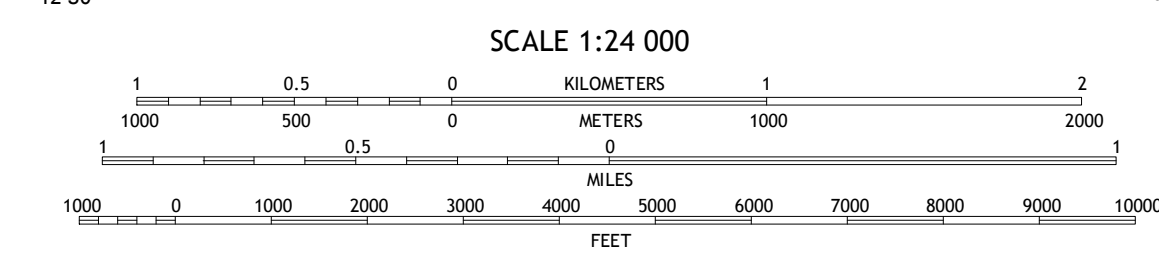 SCALE 1:24 000
1 0.5 0 KILOMETERS 1 2
1000 500 0 METERS 1000 2000
1 0.5 0 1
MILES
1000 0 1000 2000 3000 4000 5000 6000 7000 8000 9000 10000
FEET